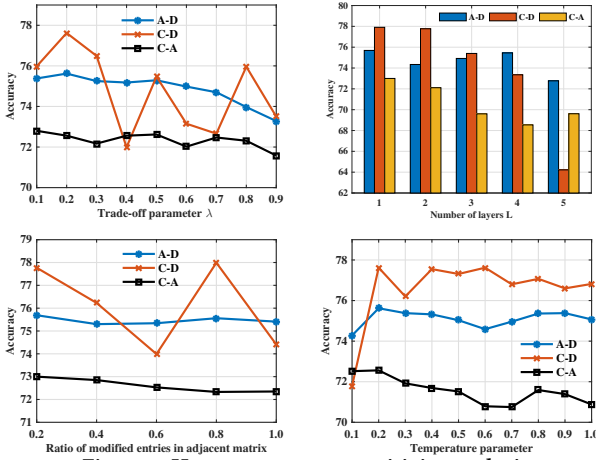 A-D
C-D
C-A
Accuracy
78
76
74
72
70
0.1 0.2 0.3 0.4 0.5 0.6 0.7 0.8 0.9
Trade-off parameter λ
A-D C-D C-A
Accuracy
80
78
76
74
72
70
68
66
64
62
1 2 3 4 5
Number of layers L
A-D
C-D
C-A
Accuracy
79
78
77
76
75
74
73
72
71
0.2 0.4 0.6 0.8 1.0
Ratio of modified entries in adjacent matrix
A-D
C-D
C-A
Accuracy
78
76
74
72
70
0.1 0.2 0.3 0.4 0.5 0.6 0.7 0.8 0.9 1.0
Temperature parameter